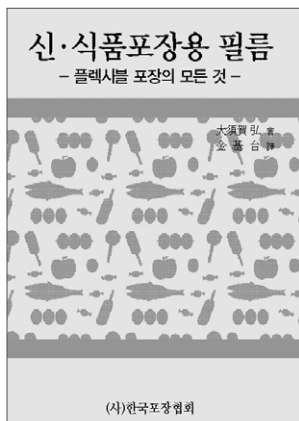 신·식품포장용 필름
– 플렉시블 포장의 모든 것 –
大須賀 弘 著
金基台 譯
(사)한국포장협회